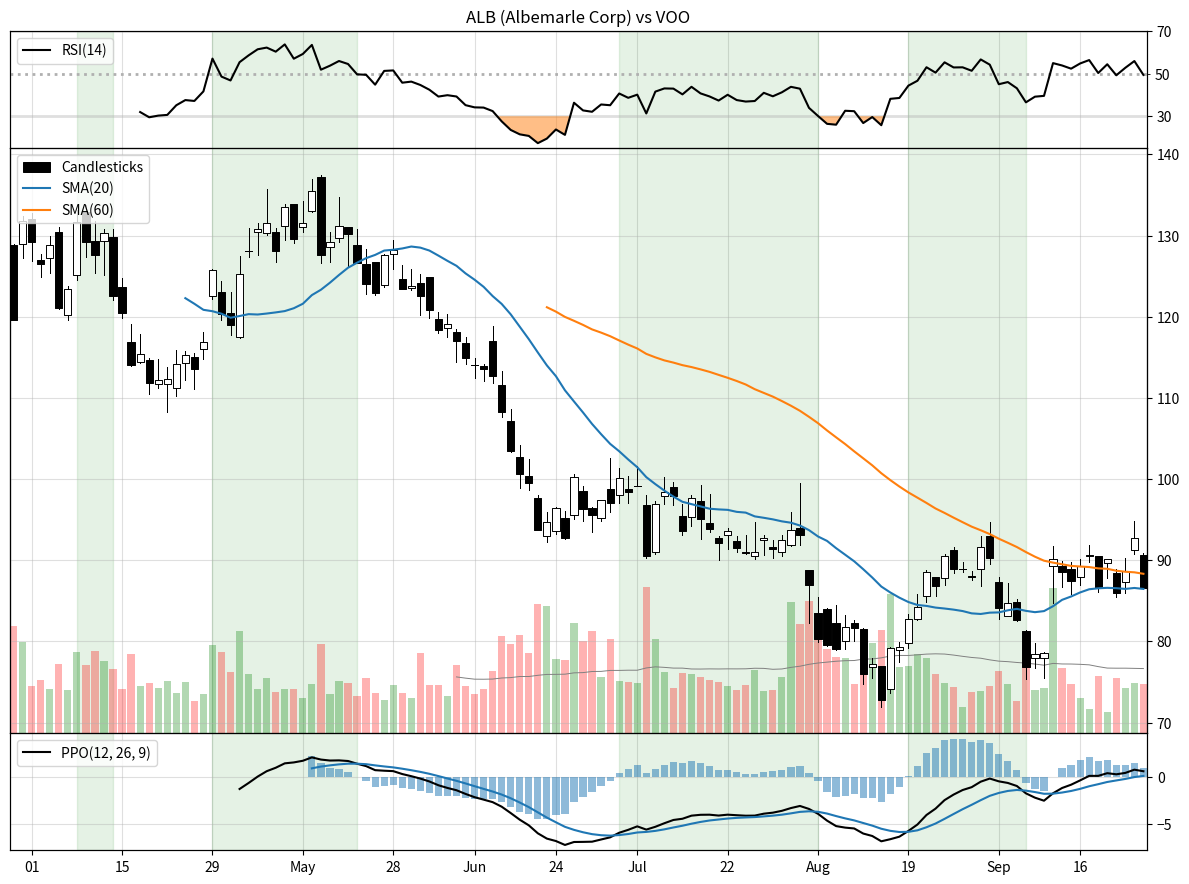 ALB (Albemarle Corp) vs VOO
RSI(14)
70
50
30
Candlesticks
SMA(20)
SMA(60)
140
130
120
110
100
90
80
70
PPO(12, 26, 9)
0
−5
01 15 29 May 28 Jun 24 Jul 22 Aug 19 Sep 16